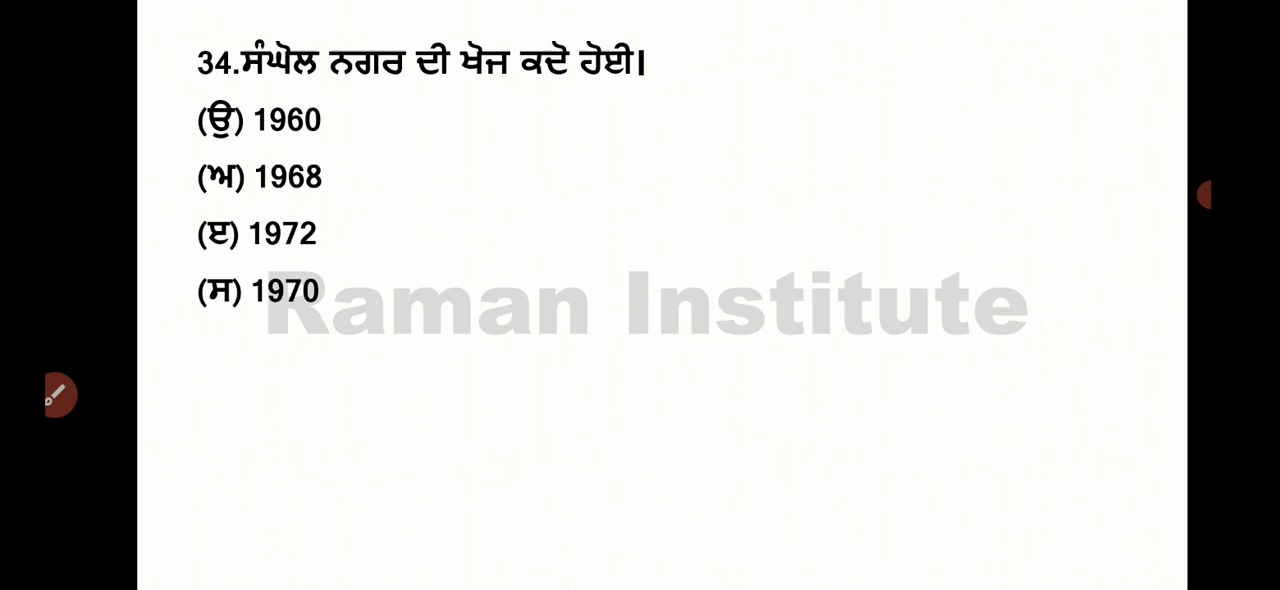 34.ਸੰਘੋਲ ਨਗਰ ਦੀ ਖੋਜ ਕਦੋ ਹੋਈ।
(ਉ) 1960
(ਅ) 1968
(ੲ) 1972
(ਸ) 1970
Raman Institute